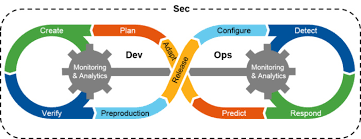 Sec
Create
Plan
Configure
Detect
Dev
Adapt
Ops
Monitoring
& Analytics
Release
Monitoring
& Analytics
Verify
Preproduction
Predict
Respond